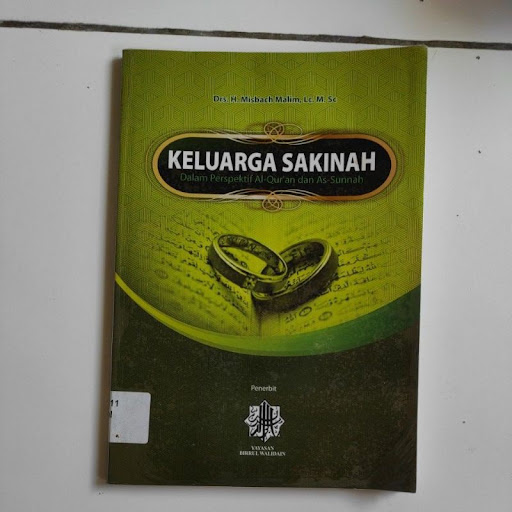 Drs. H. Misbach Malim, Lc. M. Sc
KELUARGA SAKINAH
Dalam Perspektif Al-Qur'an dan As-Sunnah
Penerbit
YAYASAN
BIRRUL WALIDAIN
11